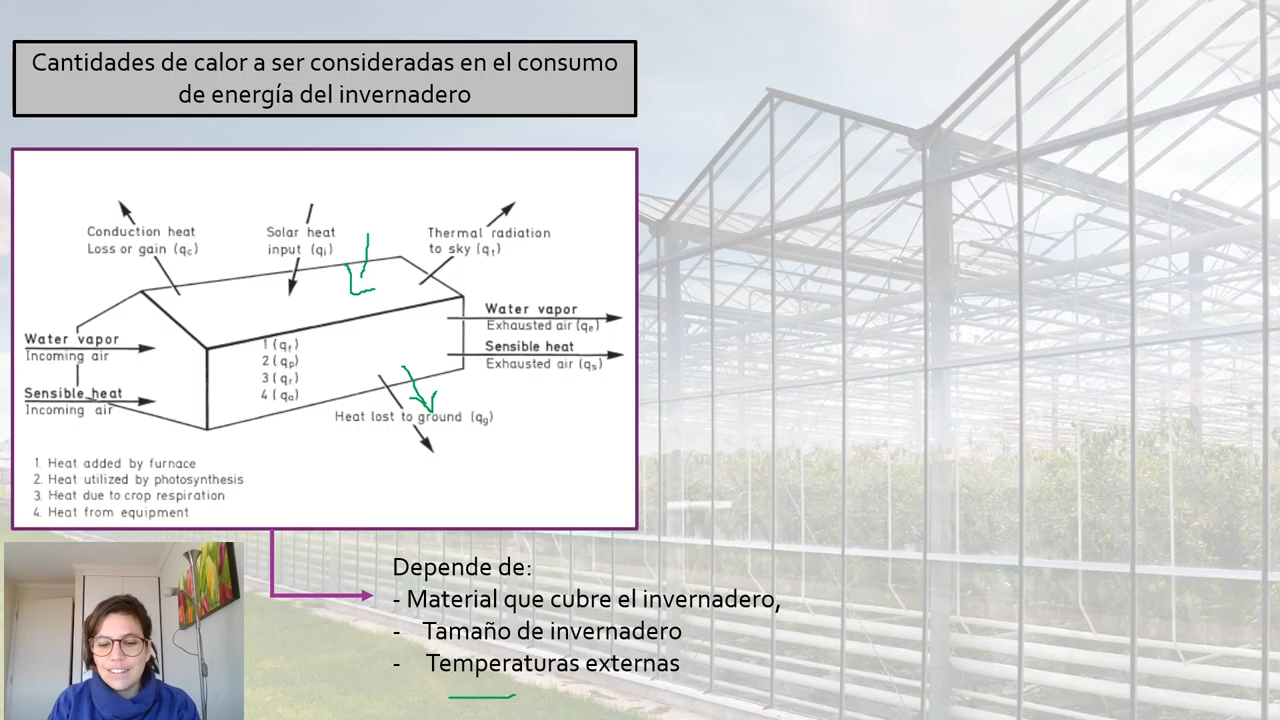 Cantidades de calor a ser consideradas en el consumo
de energía del invernadero
Conduction heat
Loss or gain (qc)
Solar heat
input (qi)
Thermal radiation
to sky (qt)
Water vapor
Incoming air
Sensible heat
Incoming air
1 (qf)
2 (qp)
3 (qr)
4 (qa)
Water vapor
Exhausted air (qe)
Sensible heat
Exhausted air (qs)
Heat lost to ground (qg)
1. Heat added by furnace
2. Heat utilized by photosynthesis
3. Heat due to crop respiration
4. Heat from equipment
Depende de:
- Material que cubre el invernadero,
- Tamaño de invernadero
- Temperaturas externas